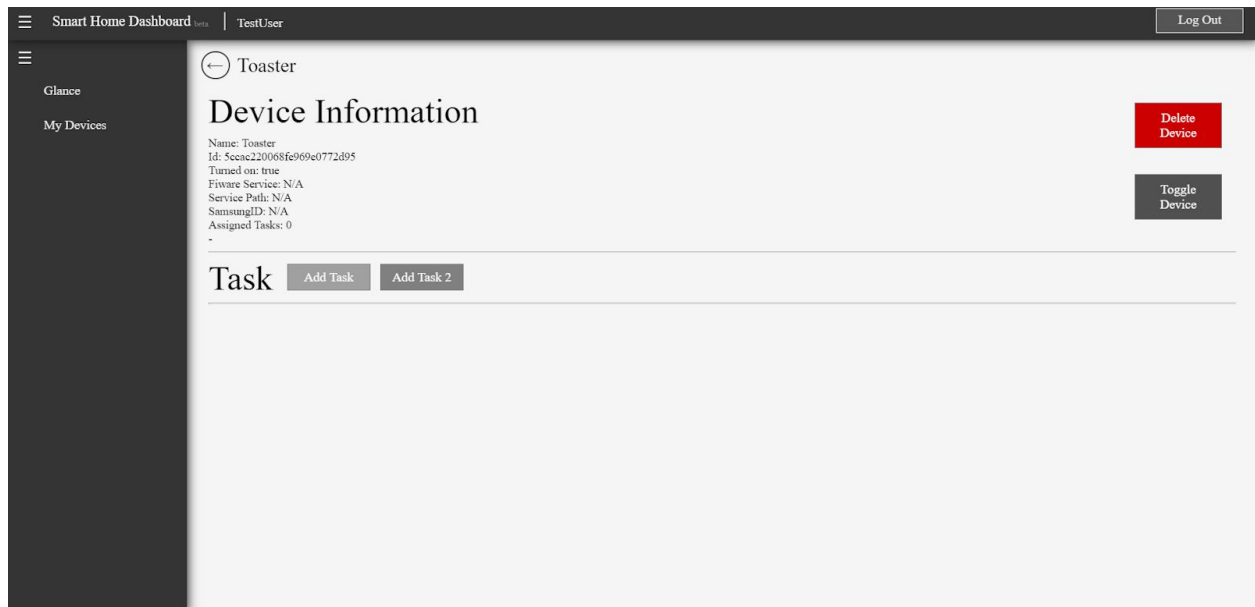 ☰ Smart Home Dashboard beta | TestUser
Log Out
☰
Glance
My Devices
← Toaster
Device Information
Name: Toaster
Id: 5ceac220068fe969e0772d95
Turned on: true
Fiware Service: N/A
Service Path: N/A
SamsungID: N/A
Assigned Tasks: 0
-
Delete
Device
Toggle
Device
Task
Add Task
Add Task 2